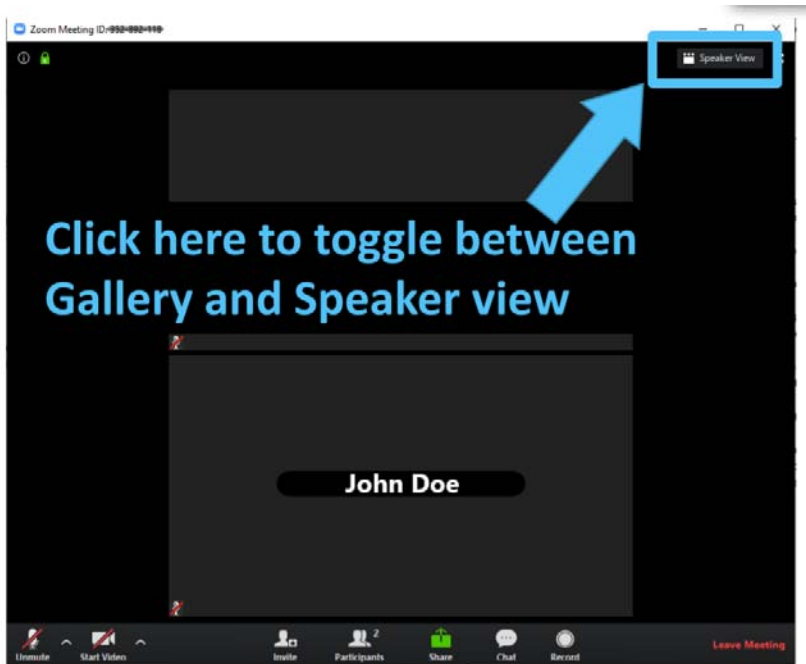 Zoom Meeting ID:
Speaker View
Click here to toggle between
Gallery and Speaker view
John Doe
Unmute
Start Video
Invite
Participants
2
Share
Chat
Record
Leave Meeting